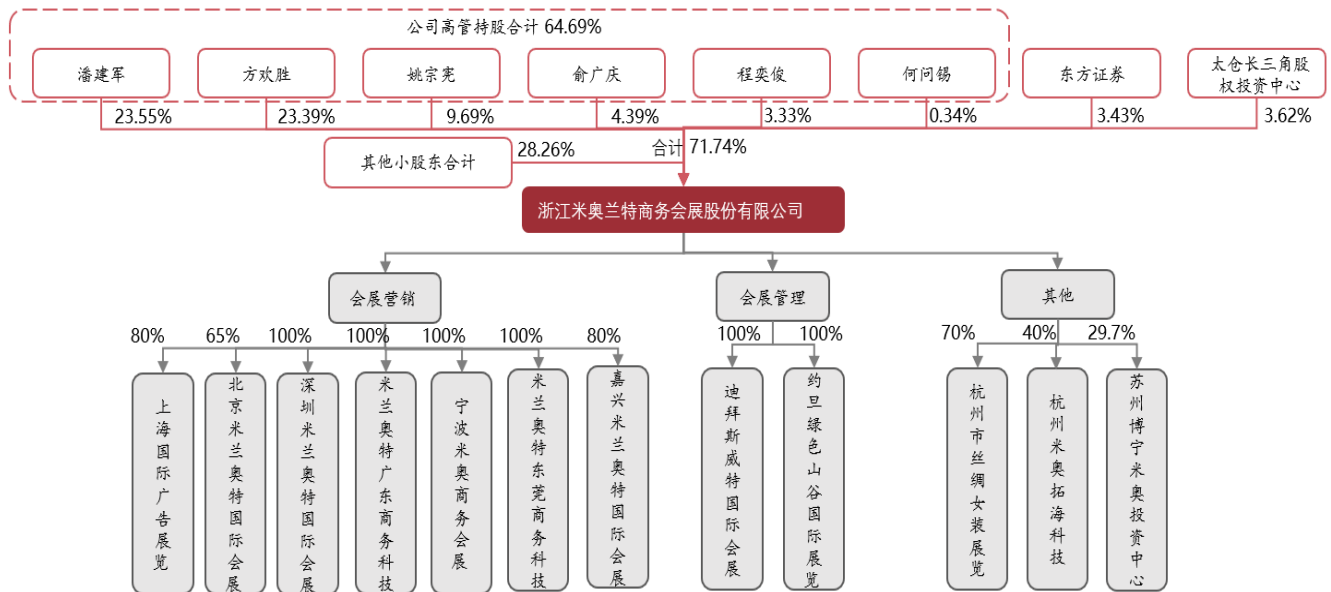 公司高管持股合计 64.69%
潘建军
方欢胜
姚宗宪
俞广庆
程奕俊
何问锡
东方证券
太仓长三角股
权投资中心
23.55%
23.39%
9.69%
4.39%
3.33%
0.34%
3.43%
3.62%
其他小股东合计
28.26%
合计
71.74%
浙江米奥兰特商务会展股份有限公司
会展营销
会展管理
其他
80%
65%
100%
100%
100%
100%
80%
100%
100%
70%
40%
29.7%
上海国际广告展览
北京米兰奥特国际会展
深圳米兰奥特国际会展
米兰奥特广东商务科技
宁波米奥商务会展
米兰奥特东莞商务科技
嘉兴米兰奥特国际会展
迪拜斯威特国际会展
约旦绿色山谷国际展览
杭州市丝绸女装展览
杭州米奥拓海科技
苏州博宁米奥投资中心